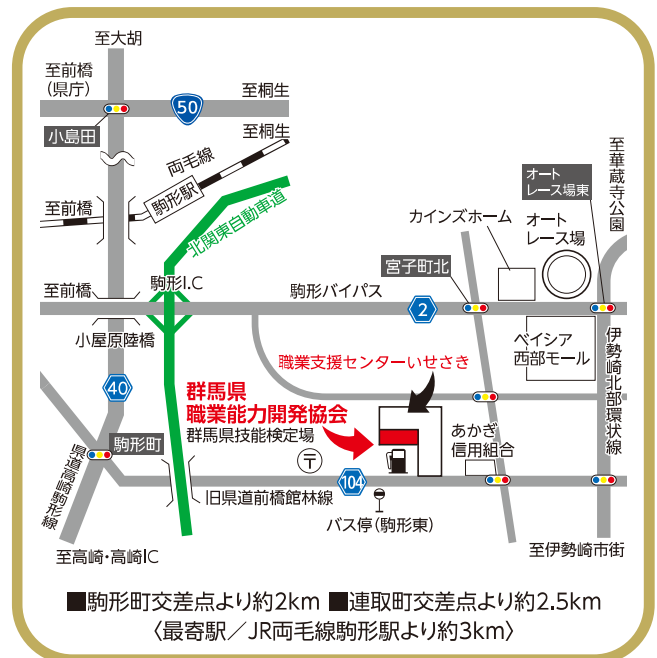 至大胡
至前橋
(県庁)
至桐生
50
小島田
至桐生
両毛線
駒形駅
至前橋
北関東自動車道
至華蔵寺公園
オート
レース場東
カインズホーム
オート
レース場
宮子町北
駒形I.C
至前橋
駒形バイパス
2
小屋原陸橋
ベイシア
西部モール
伊勢崎北部環状線
職業支援センターいせさき
40
群馬県
職業能力開発協会
群馬県技能検定場
あかぎ
信用組合
駒形町
〒
104
県道高崎駒形線
旧県道前橋館林線
バス停(駒形東)
至高崎・高崎IC
至伊勢崎市街
■駒形町交差点より約2km ■連取町交差点より約2.5km
〈最寄駅／JR両毛線駒形駅より約3km〉